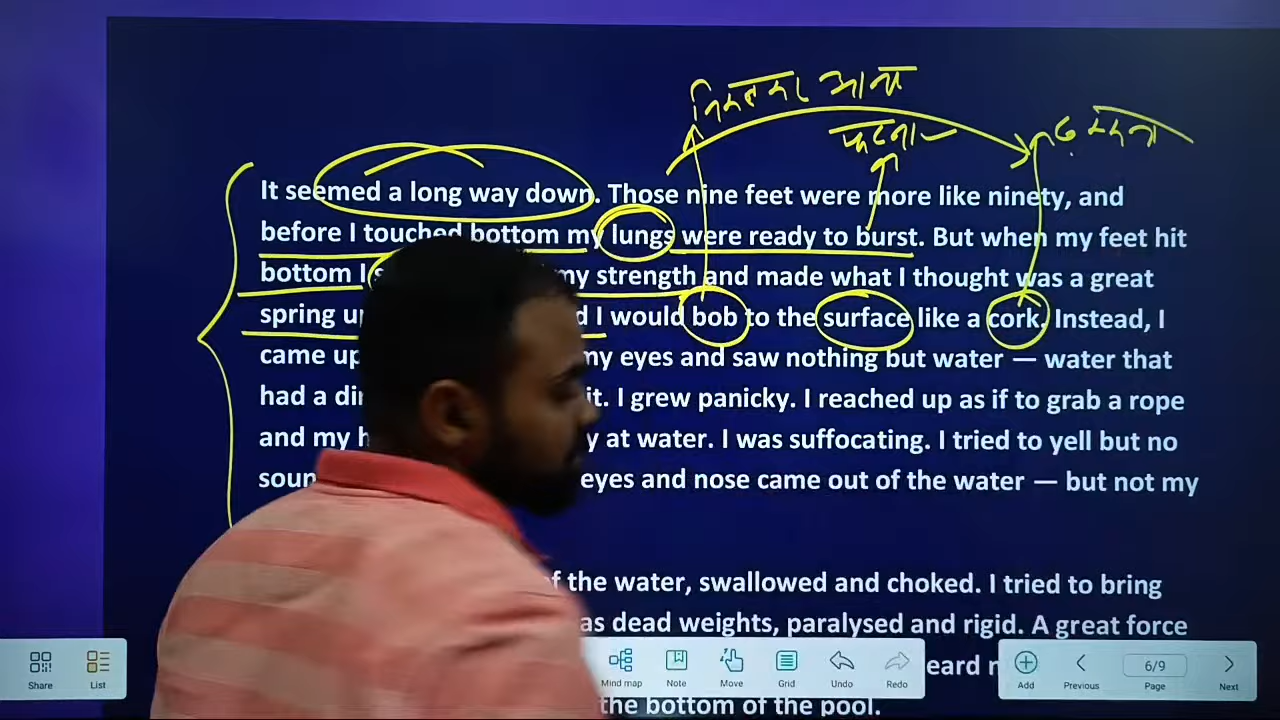 फटना
It seemed a long way down. Those nine feet were more like ninety, and
before I touched bottom my lungs were ready to burst. But when my feet hit
bottom I my strength and made what I thought was a great
spring I would bob to the surface like a cork. Instead, I
came up my eyes and saw nothing but water — water that
had a it. I grew panicky. I reached up as if to grab a rope
and my at water. I was suffocating. I tried to yell but no
eyes and nose came out of the water — but not my
of the water, swallowed and choked. I tried to bring
as dead weights, paralysed and rigid. A great force
the bottom of the pool.
Share List Mind map Note Move Grid Undo Redo Add Previous 6/9 Page Next